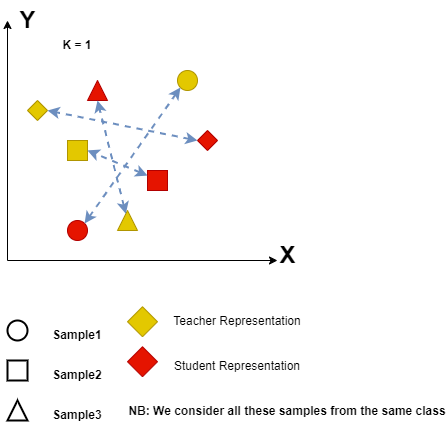 Y
K = 1
X
Sample1
Teacher Representation
Sample2
Student Representation
Sample3
NB: We consider all these samples from the same class